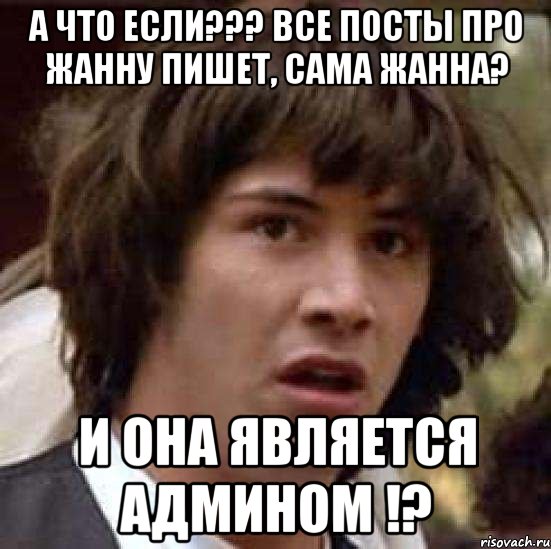 А ЧТО ЕСЛИ??? ВСЕ ПОСТЫ ПРО
ЖАННУ ПИШЕТ, САМА ЖАННА?
И ОНА ЯВЛЯЕТСЯ
АДМИНОМ !?
risovach.ru